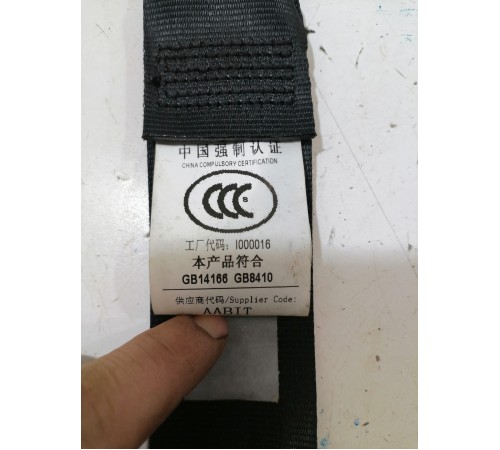 中国强制认证
CHINA COMPULSORY CERTIFICATION
CCC S
工厂代码：I000016
本产品符合
GB14166 GB8410
供应商代码/Supplier Code:
AABIT